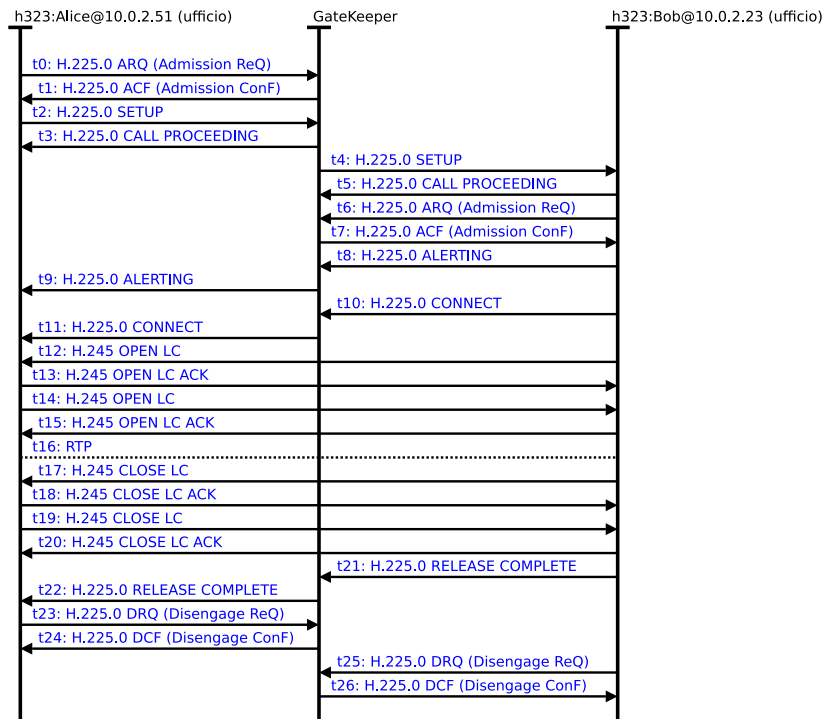 h323:Alice@10.0.2.51 (ufficio) GateKeeper h323:Bob@10.0.2.23 (ufficio)
t0: H.225.0 ARQ (Admission ReQ)
t1: H.225.0 ACF (Admission ConF)
t2: H.225.0 SETUP
t3: H.225.0 CALL PROCEEDING
t4: H.225.0 SETUP
t5: H.225.0 CALL PROCEEDING
t6: H.225.0 ARQ (Admission ReQ)
t7: H.225.0 ACF (Admission ConF)
t8: H.225.0 ALERTING
t9: H.225.0 ALERTING
t10: H.225.0 CONNECT
t11: H.225.0 CONNECT
t12: H.245 OPEN LC
t13: H.245 OPEN LC ACK
t14: H.245 OPEN LC
t15: H.245 OPEN LC ACK
t16: RTP
t17: H.245 CLOSE LC
t18: H.245 CLOSE LC ACK
t19: H.245 CLOSE LC
t20: H.245 CLOSE LC ACK
t21: H.225.0 RELEASE COMPLETE
t22: H.225.0 RELEASE COMPLETE
t23: H.225.0 DRQ (Disengage ReQ)
t24: H.225.0 DCF (Disengage ConF)
t25: H.225.0 DRQ (Disengage ReQ)
t26: H.225.0 DCF (Disengage ConF)